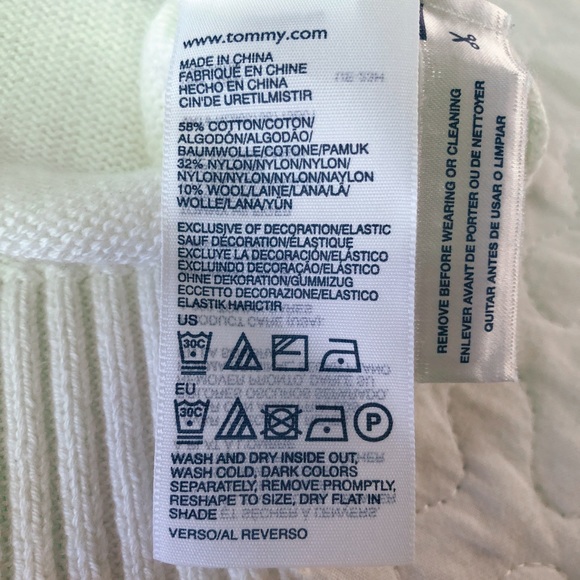 www.tommy.com
MADE IN CHINA
FABRIQUÉ EN CHINE
HECHO EN CHINA
CIN'DE URETILMISTIR
58% COTTON/COTON/
ALGODÓN/ALGODÃO/
BAUMWOLLE/COTONE/PAMUK
32% NYLON/NYLON/NYLON/
NYLON/NYLON/NYLON/NAYLON
10% WOOL/LAINE/LANA/LÃ/
WOLLE/LANA/YÜN
EXCLUSIVE OF DECORATION/ELASTIC
SAUF DÉCORATION/ÉLASTIQUE
EXCLUYE LA DECORACIÓN/ELÁSTICO
EXCLUINDO DECORAÇÃO/ELÁSTICO
OHNE DEKORATION/GUMMIZUG
ECCETTO DECORAZIONE/ELASTICO
ELASTIK HARICTIR
US
30C
EU
30C P
WASH AND DRY INSIDE OUT,
WASH COLD, DARK COLORS
SEPARATELY, REMOVE PROMPTLY,
RESHAPE TO SIZE, DRY FLAT IN
SHADE
VERSO/AL REVERSO
REMOVE BEFORE WEARING OR CLEANING
ENLEVER AVANT DE PORTER OU DE NETTOYER
QUITAR ANTES DE USAR O LIMPIAR